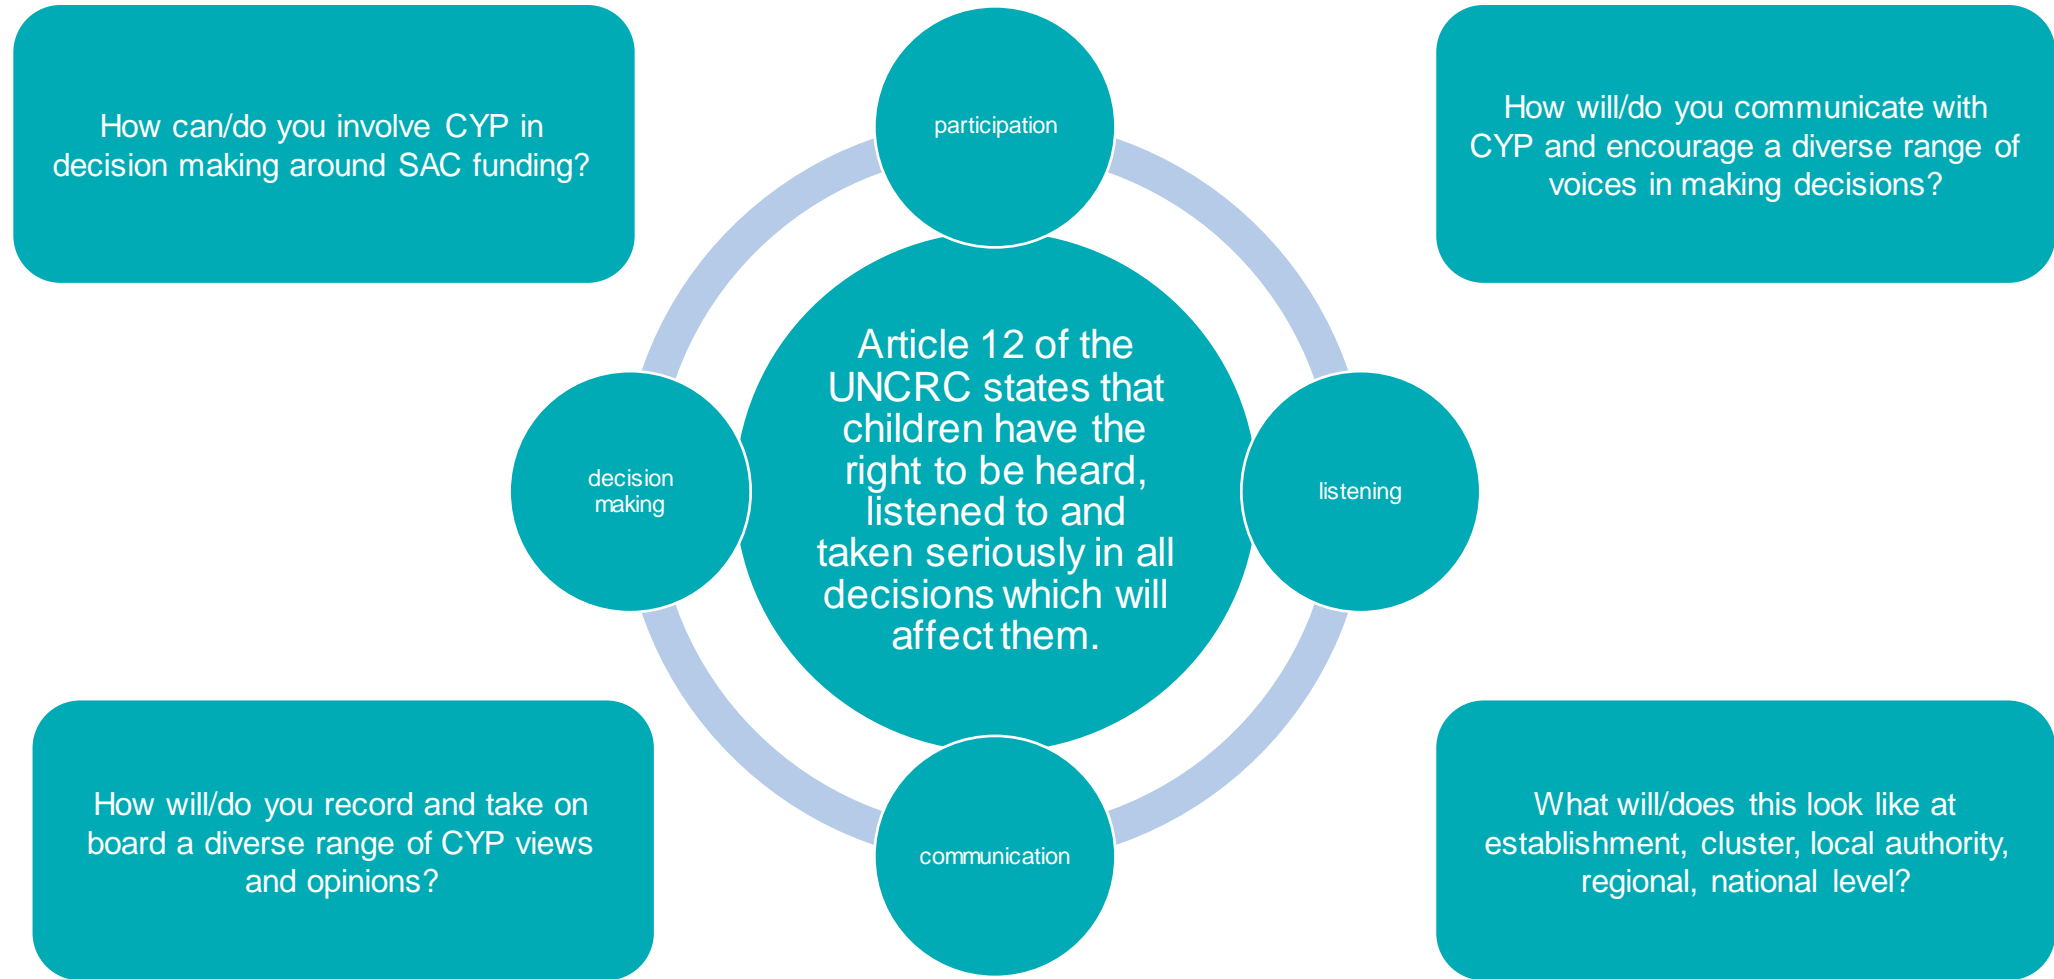 How can/do you involve CYP in
decision making around SAC funding?
participation
How will/do you communicate with
CYP and encourage a diverse range of
voices in making decisions?
Article 12 of the
UNCRC states that
children have the
right to be heard,
listened to and
taken seriously in all
decisions which will
affect them.
decision
making
listening
How will/do you record and take on
board a diverse range of CYP views
and opinions?
communication
What will/does this look like at
establishment, cluster, local authority,
regional, national level?